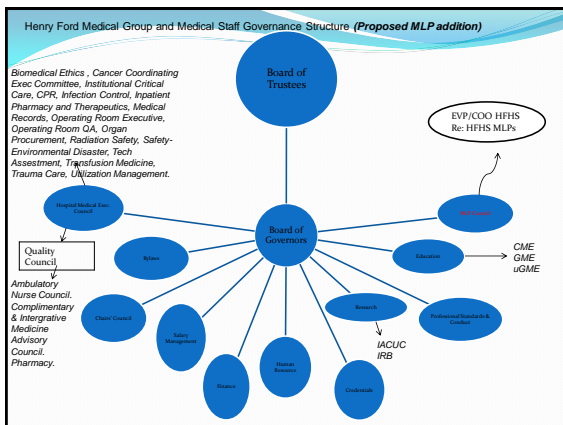 Henry Ford Medical Group and Medical Staff Governance Structure (Proposed MLP addition)
Board of
Trustees
Biomedical Ethics , Cancer Coordinating
Exec Committee, Institutional Critical
Care, CPR, Infection Control, Inpatient
Pharmacy and Therapeutics, Medical
Records, Operating Room Executive,
Operating Room QA, Organ
Procurement, Radiation Safety, Safety-
Environmental Disaster, Tech
Assestment, Transfusion Medicine,
Trauma Care, Utilization Management.
EVP/COO HFHS
Re: HFHS MLPs
Hospital Medical Exec.
Council
Board of
Governors
Quality
Council
Bylaws
Education
CME
GME
uGME
Ambulatory
Nurse Council.
Complimentary
& Intergrative
Medicine
Advisory
Council.
Pharmacy.
Chairs' Council
Salary
Management
Research
Professional Standards &
Conduct
IACUC
IRB
Finance
Human
Resource
Credentials